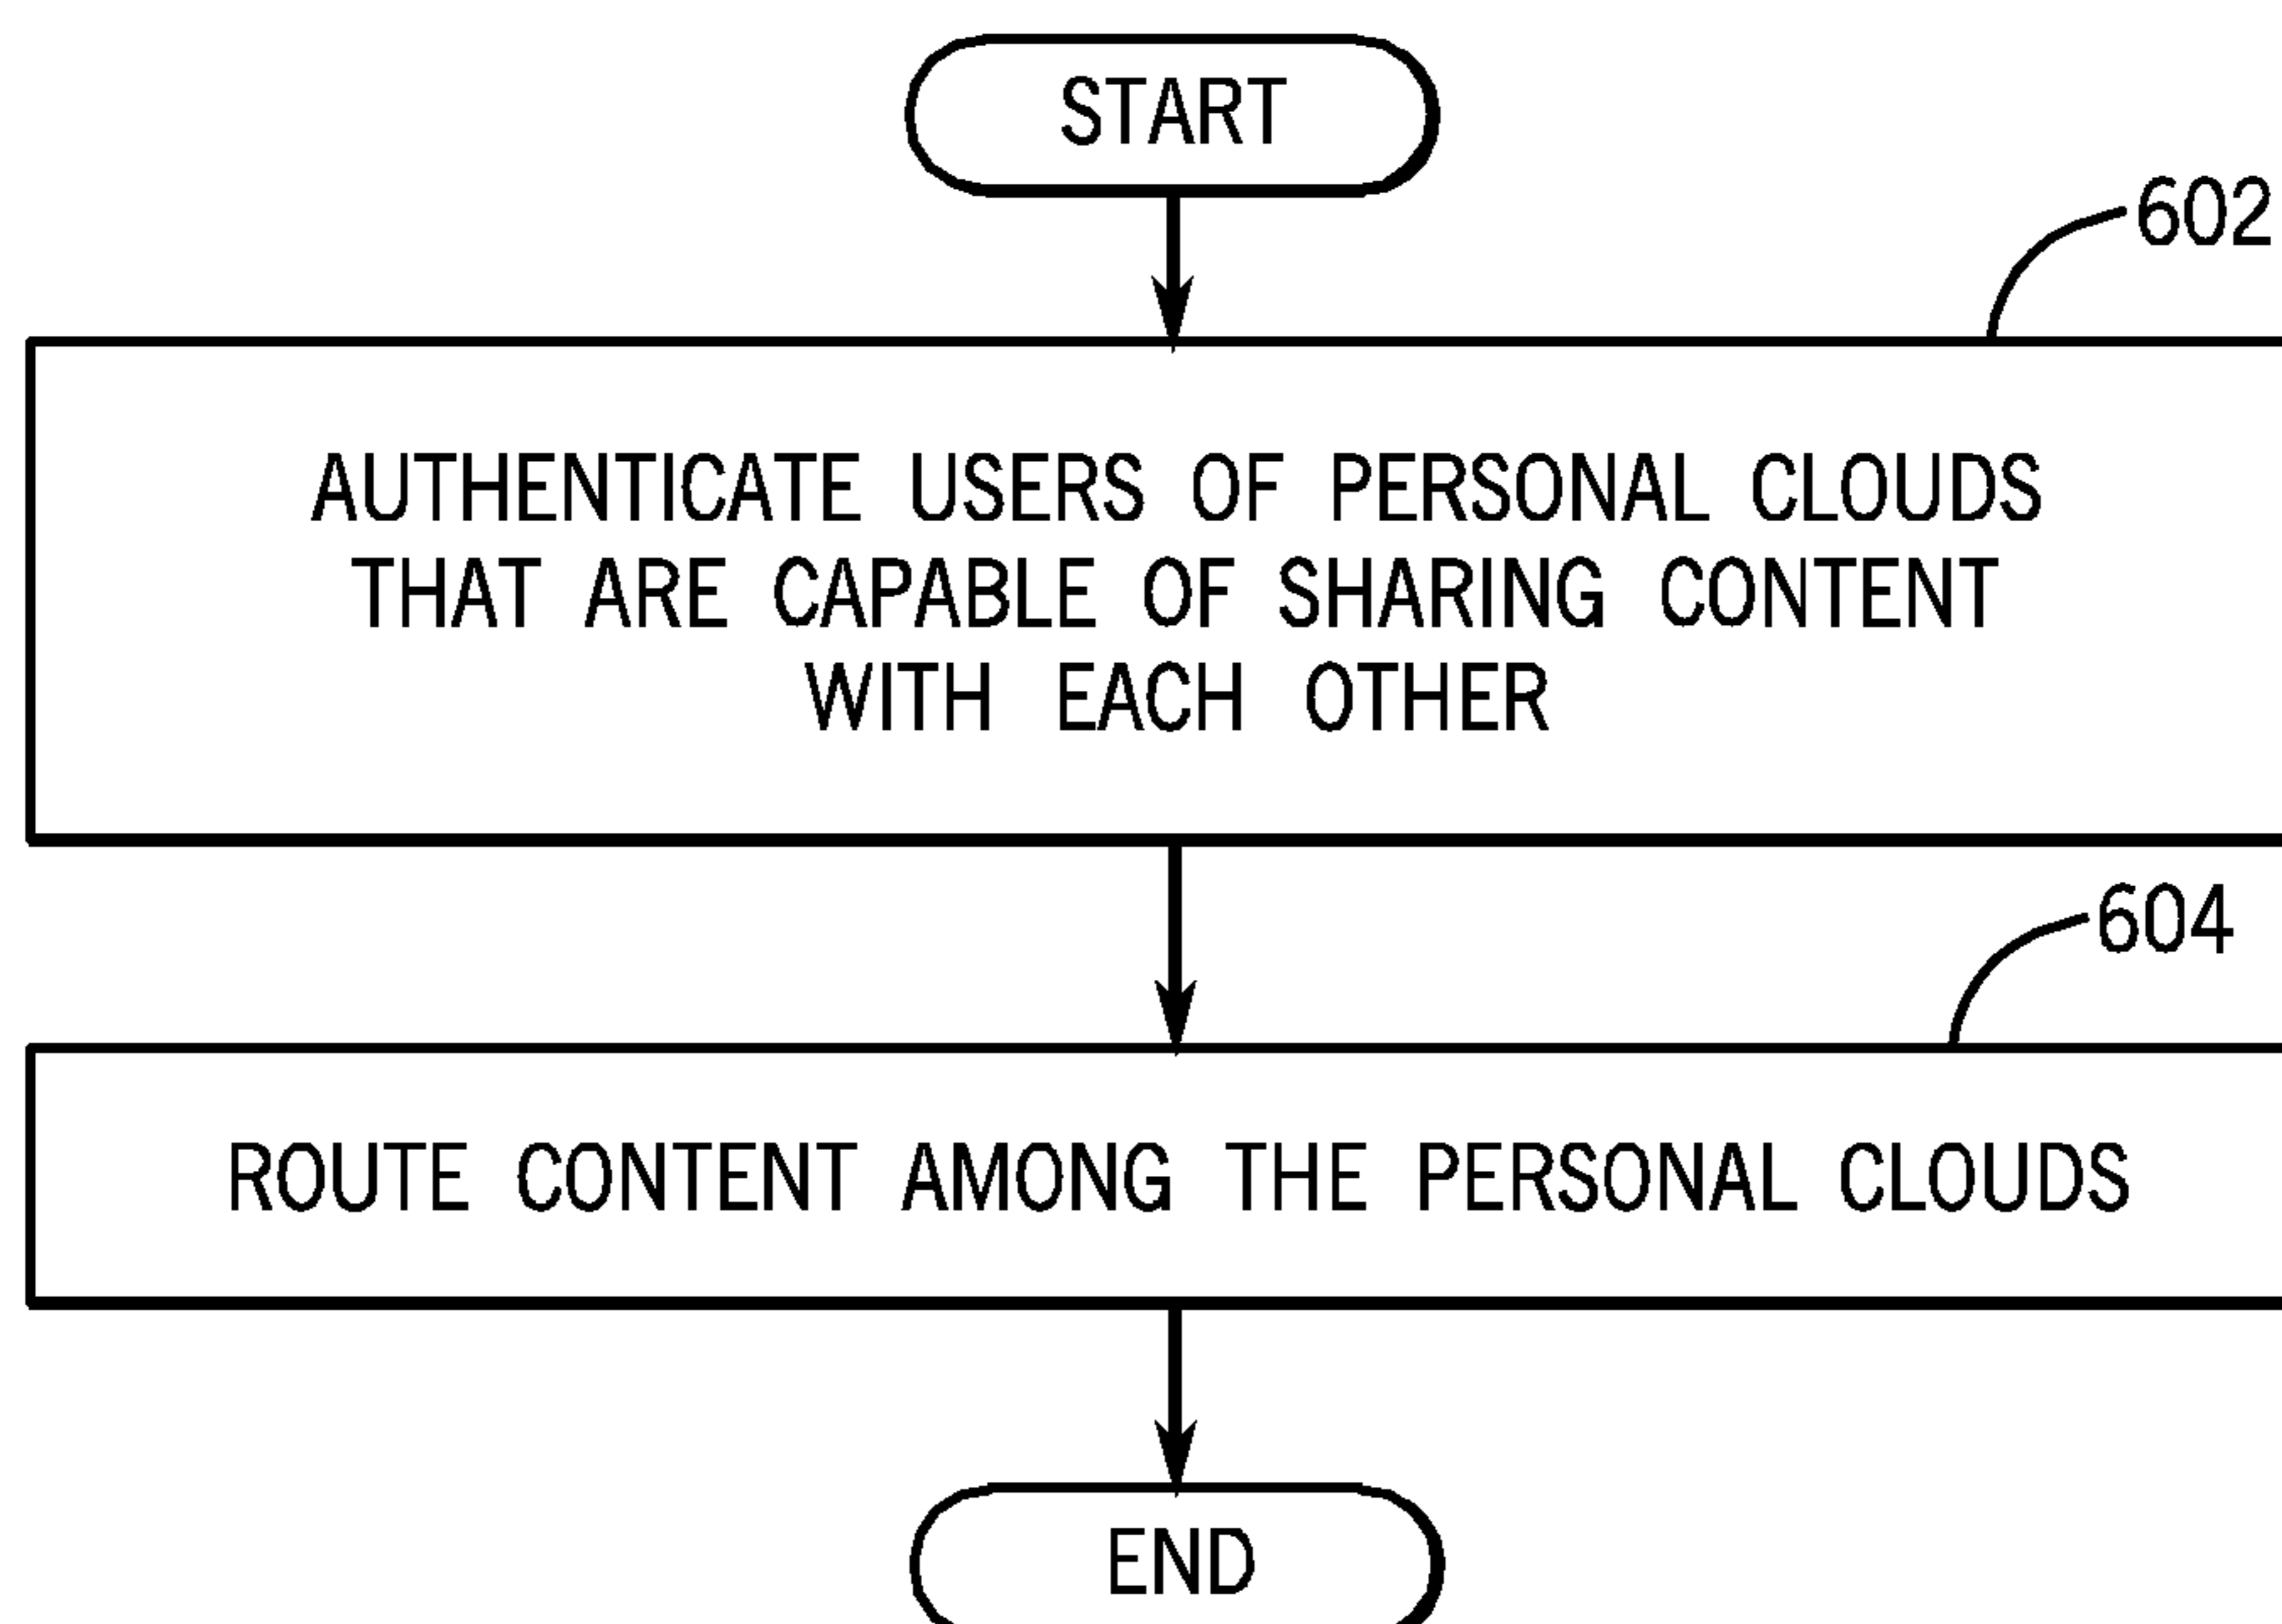 START
602
AUTHENTICATE USERS OF PERSONAL CLOUDS
THAT ARE CAPABLE OF SHARING CONTENT
WITH EACH OTHER
604
ROUTE CONTENT AMONG THE PERSONAL CLOUDS
END